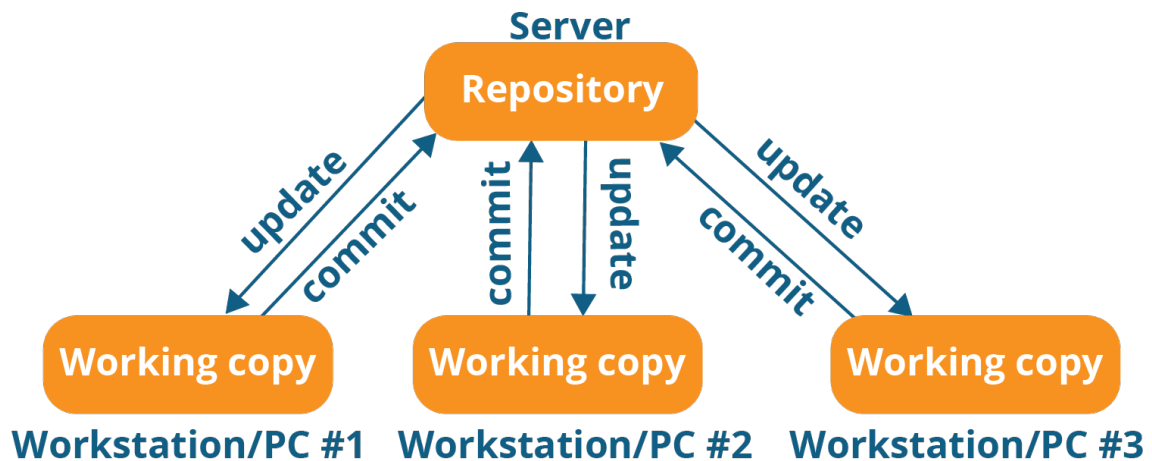 Server
Repository
update
commit
commit
update
update
commit
Working copy
Working copy
Working copy
Workstation/PC #1
Workstation/PC #2
Workstation/PC #3